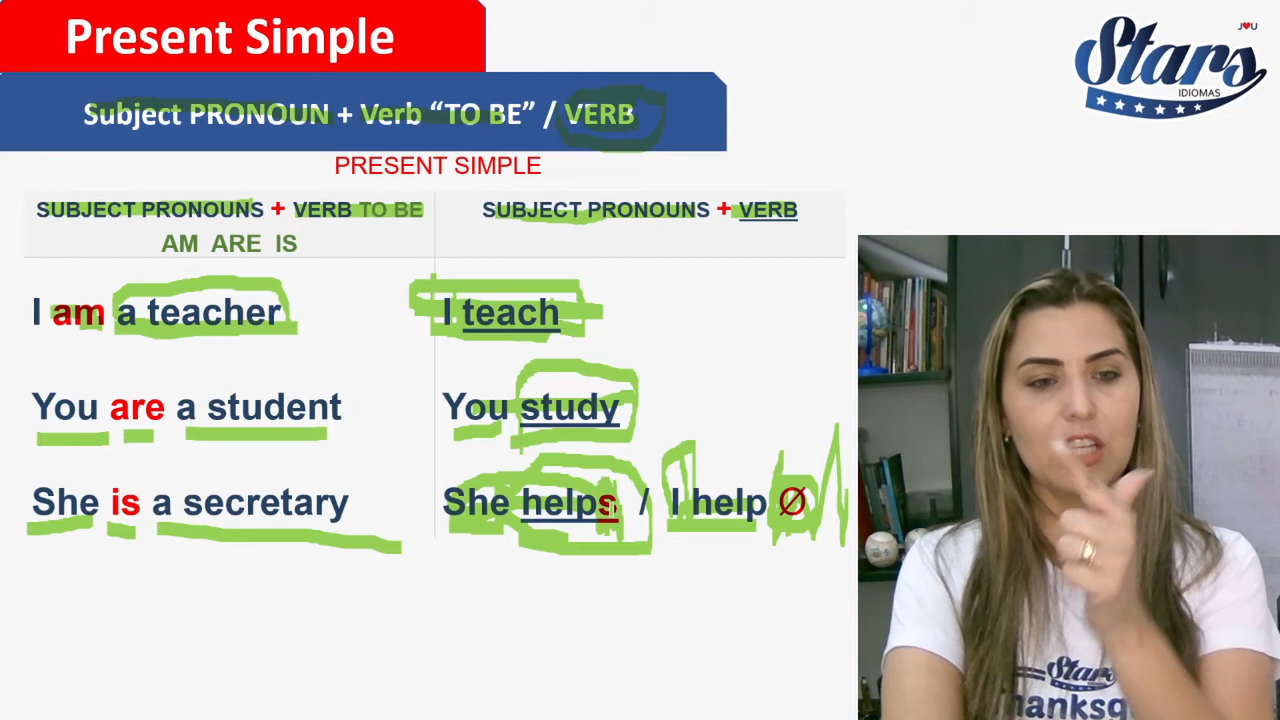 Present Simple
J♥U
Stars
IDIOMAS
Subject PRONOUN + Verb “TO BE” / VERB
PRESENT SIMPLE
SUBJECT PRONOUNS + VERB TO BE
AM ARE IS
SUBJECT PRONOUNS + VERB
I am a teacher
I teach
You are a student
You study
She is a secretary
She helps / I help Ø
Stars